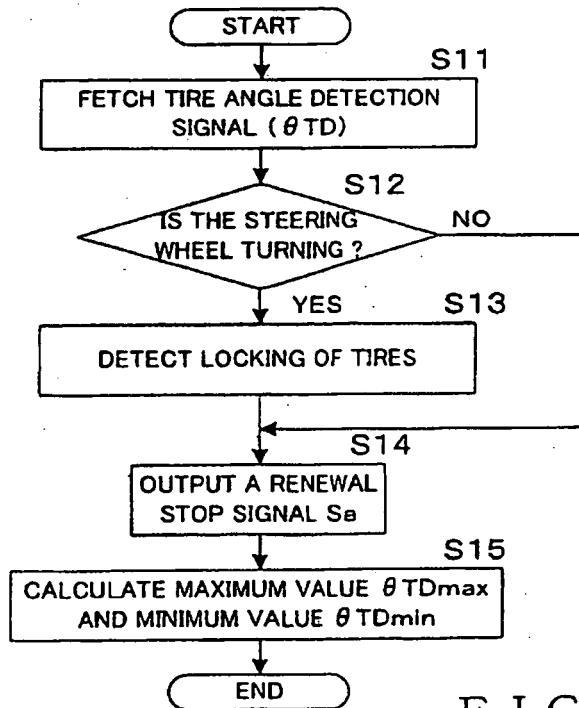 START
S11
FETCH TIRE ANGLE DETECTION
SIGNAL (θTD)
S12
IS THE STEERING
WHEEL TURNING ?
NO
YES
S13
DETECT LOCKING OF TIRES
S14
OUTPUT A RENEWAL
STOP SIGNAL Sa
S15
CALCULATE MAXIMUM VALUE θTDmax
AND MINIMUM VALUE θTDmin
END